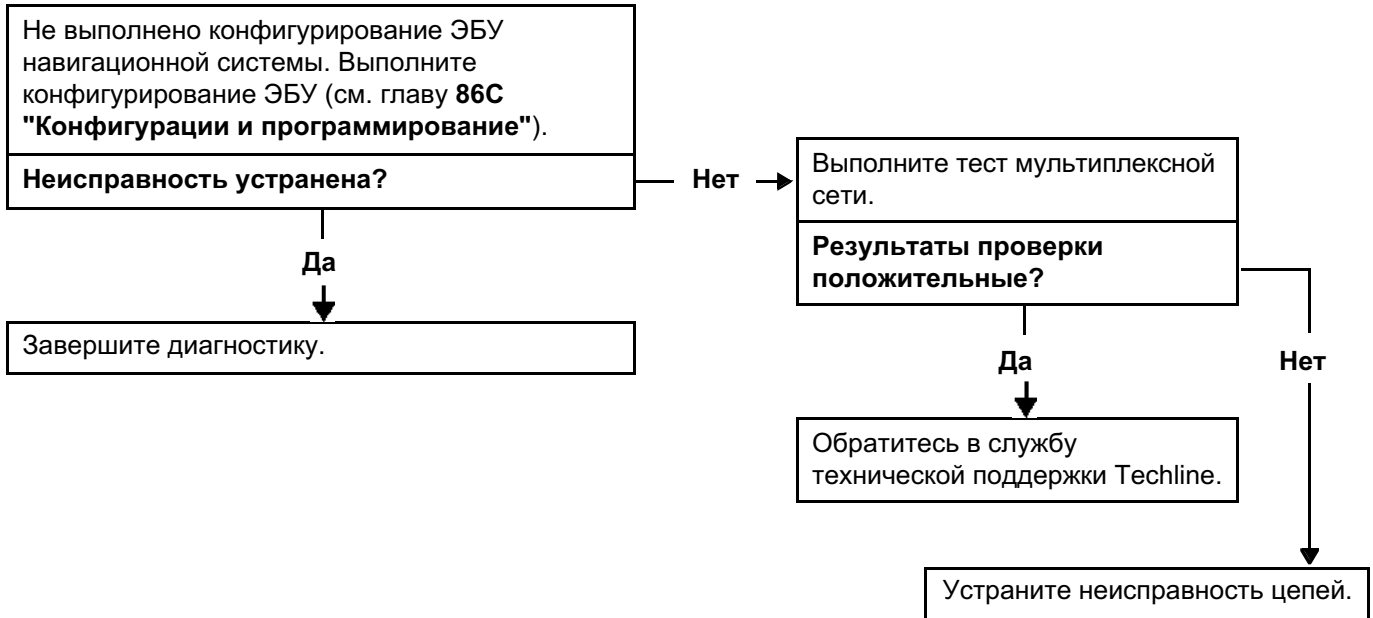 Не выполнено конфигурирование ЭБУ
навигационной системы. Выполните
конфигурирование ЭБУ (см. главу 86С
"Конфигурации и программирование").
Неисправность устранена?
Нет
Выполните тест мультиплексной
сети.
Результаты проверки
положительные?
Да
Завершите диагностику.
Да
Нет
Обратитесь в службу
технической поддержки Techline.
Устраните неисправность цепей.